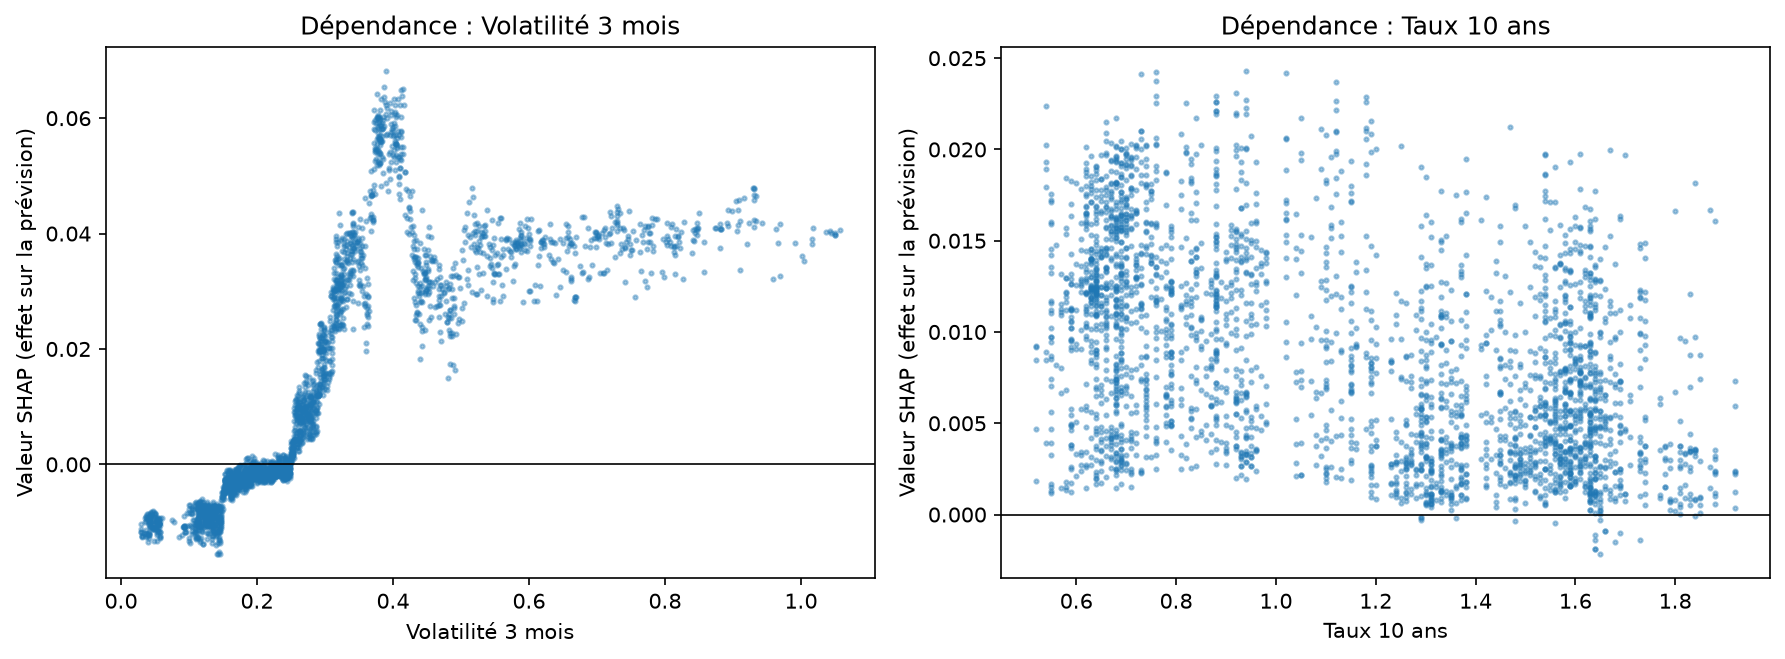 Dépendance : Volatilité 3 mois
Valeur SHAP (effet sur la prévision)
0.06
0.04
0.02
0.00
0.0 0.2 0.4 0.6 0.8 1.0
Volatilité 3 mois
Dépendance : Taux 10 ans
Valeur SHAP (effet sur la prévision)
0.025
0.020
0.015
0.010
0.005
0.000
0.6 0.8 1.0 1.2 1.4 1.6 1.8
Taux 10 ans